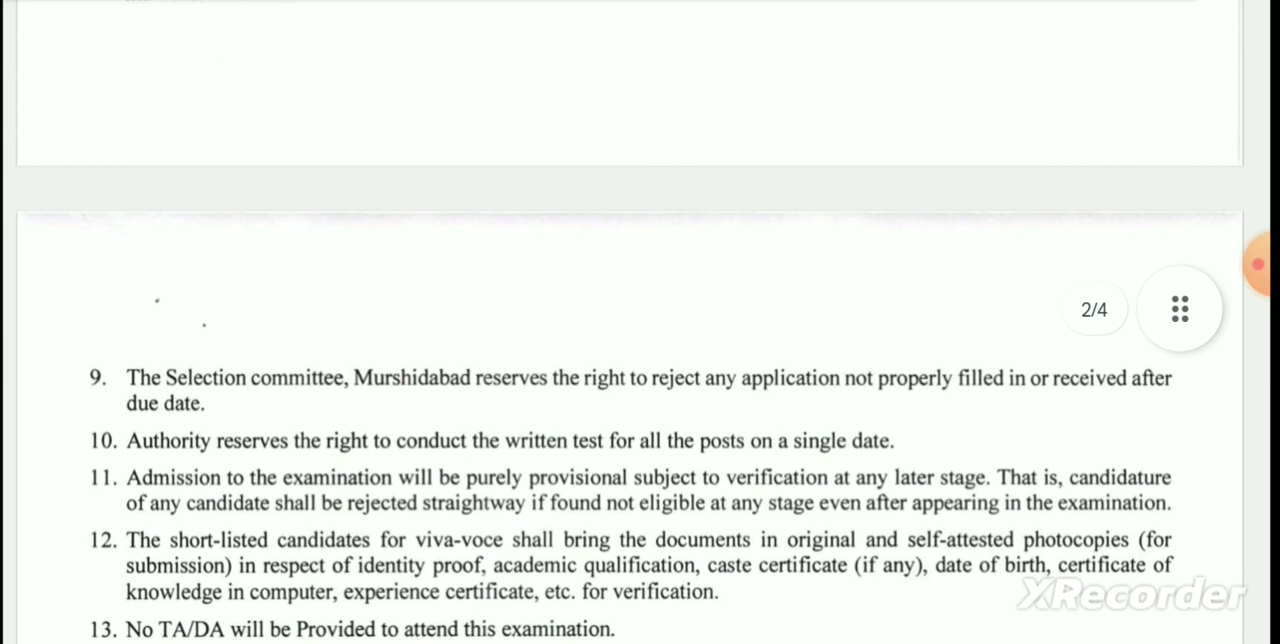 2/4
9. The Selection committee, Murshidabad reserves the right to reject any application not properly filled in or received after
due date.
10. Authority reserves the right to conduct the written test for all the posts on a single date.
11. Admission to the examination will be purely provisional subject to verification at any later stage. That is, candidature
of any candidate shall be rejected straightway if found not eligible at any stage even after appearing in the examination.
12. The short-listed candidates for viva-voce shall bring the documents in original and self-attested photocopies (for
submission) in respect of identity proof, academic qualification, caste certificate (if any), date of birth, certificate of
knowledge in computer, experience certificate, etc. for verification.
XRecorder
13. No TA/DA will be Provided to attend this examination.